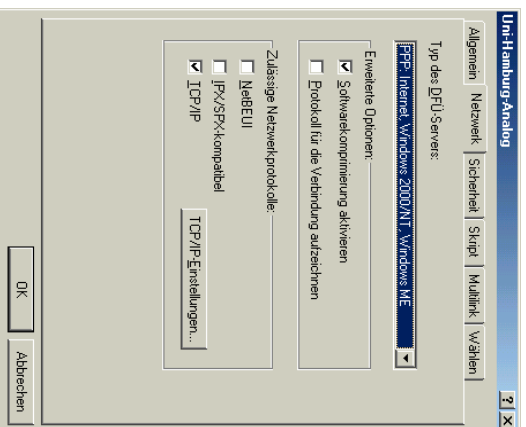 Uni-Hamburg-Analog
Allgemein Netzwerk Sicherheit Skript Multilink Wählen
Typ des DFÜ-Servers:
PPP: Internet, Windows 2000/NT, Windows ME
Erweiterte Optionen:
Softwarekomprimierung aktivieren
Protokoll für die Verbindung aufzeichnen
Zulässige Netzwerkprotokolle:
NetBEUI
IPX/SPX-kompatibel
TCP/IP
TCP/IP-Einstellungen...
OK Abbrechen